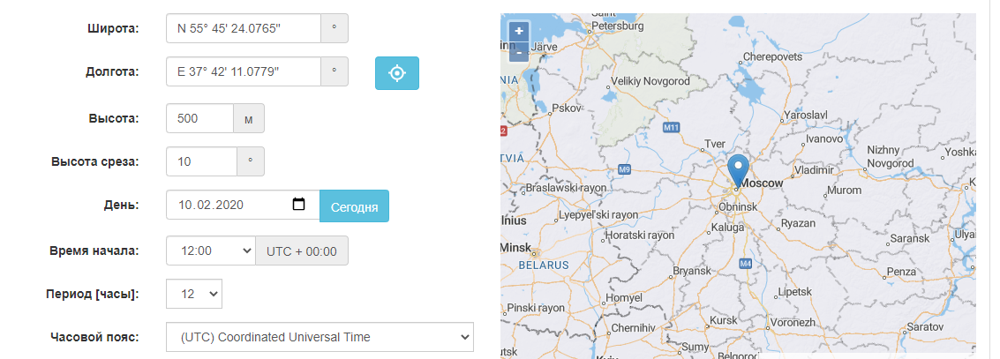 Широта:
N 55° 45' 24.0765"
°
Долгота:
E 37° 42' 11.0779"
°
Высота:
500
м
Высота среза:
10
°
День:
10.02.2020
Сегодня
Время начала:
12:00
UTC + 00:00
Период [часы]:
12
Часовой пояс:
(UTC) Coordinated Universal Time
+
-
Saint
Petersburg
Järve
Cherepovets
NIA
Velikiy Novgorod
Pskov
Yaroslavl
M11
Ivanovo
Tver
Nizhny
Novgorod
Yoshka
TVIÁ
M9
Vladimir
Moscow
Braslawski rayon
Murom
Obninsk
lnius
Lyepyel'ski rayon
Kaluga
Ryazan
Horatski rayon
Saransk
Ulya
Minsk
BELARUS
M4
Bryansk
Penza
Lipetsk
Homyel
Pinski rayon
Kursk
Voronezh
Saratov
Chernihiv
Sumy
utsk